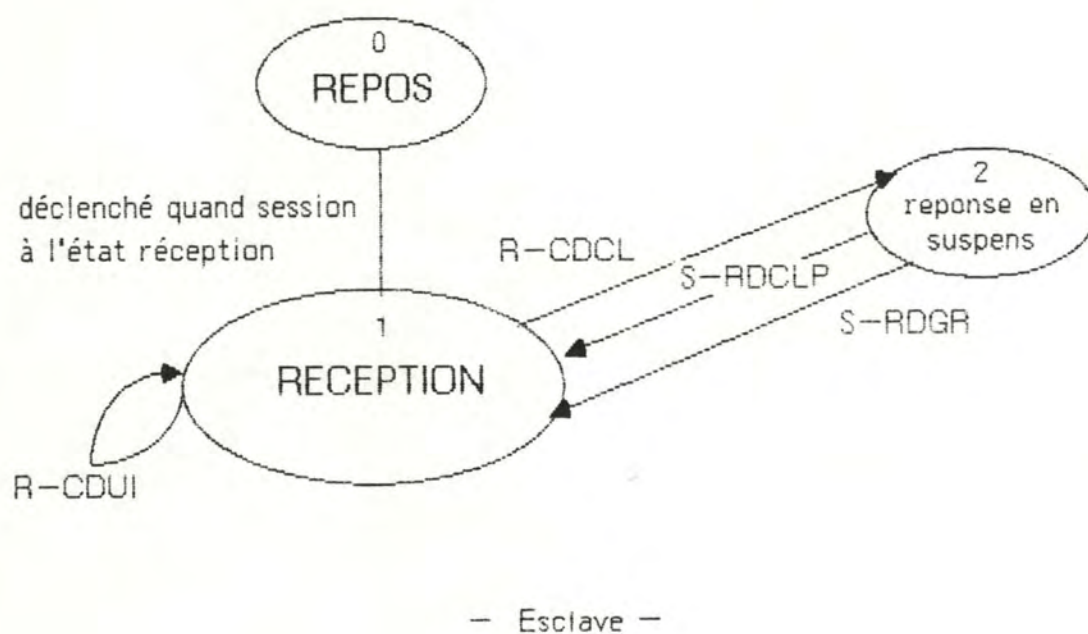 0
REPOS
déclenché quand session
à l'état réception
2
reponse en
suspens
R-CDCL
S-RDCLP
S-RDGR
1
RECEPTION
R-CDUI
- Esclave -